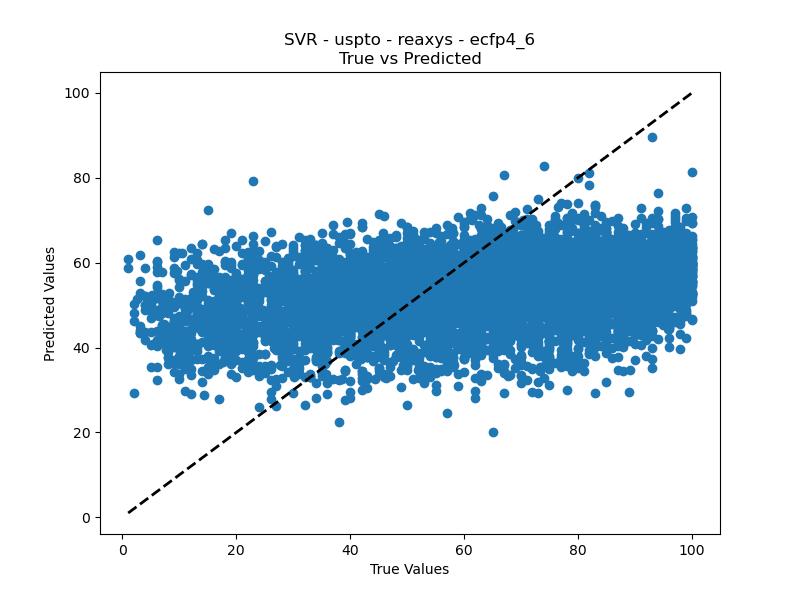 SVR - uspto - reaxys - ecfp4_6
True vs Predicted
100
80
60
40
20
0
Predicted Values
0 20 40 60 80 100
True Values